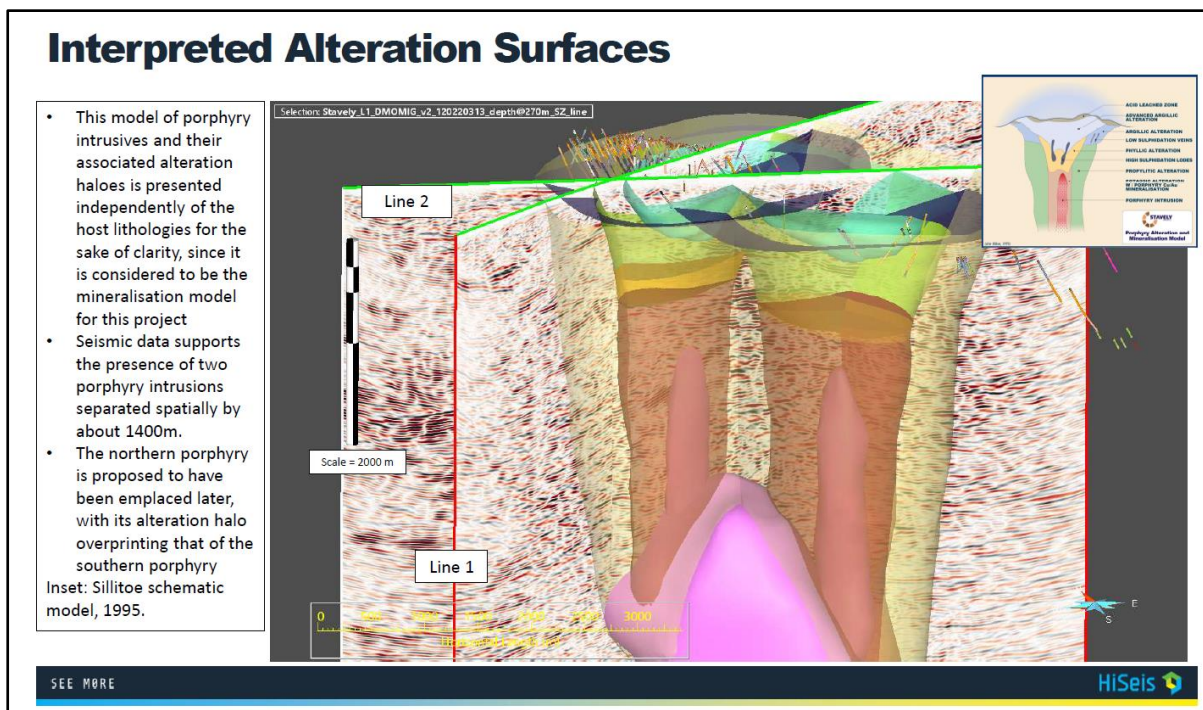 Interpreted Alteration Surfaces
• This model of porphyry
intrusives and their
associated alteration
haloes is presented
independently of the
host lithologies for the
sake of clarity, since it
is considered to be the
mineralisation model
for this project
• Seismic data supports
the presence of two
porphyry intrusions
separated spatially by
about 1400m.
• The northern porphyry
is proposed to have
been emplaced later,
with its alteration halo
overprinting that of the
southern porphyry
Inset: Sillitoe schematic
model, 1995.
Selection: Stavely_L1_DMOMIG_v2_120220313_depth@270m_SZ_line
Line 2
Scale = 2000 m
Line 1
0
3000
E
S
ACID LEACHED ZONE
ADVANCED ARGILLIC
ALTERATION
ARGILLIC ALTERATION
LOW SULPHIDATION VEINS
PHYLLIC ALTERATION
HIGH SULPHIDATION LODES
PROPYLITIC ALTERATION
MINERALISATION
PORPHYRY INTRUSION
STAVELY
Porphyry Alteration and
Mineralisation Model
SEE M0RE
HiSeis